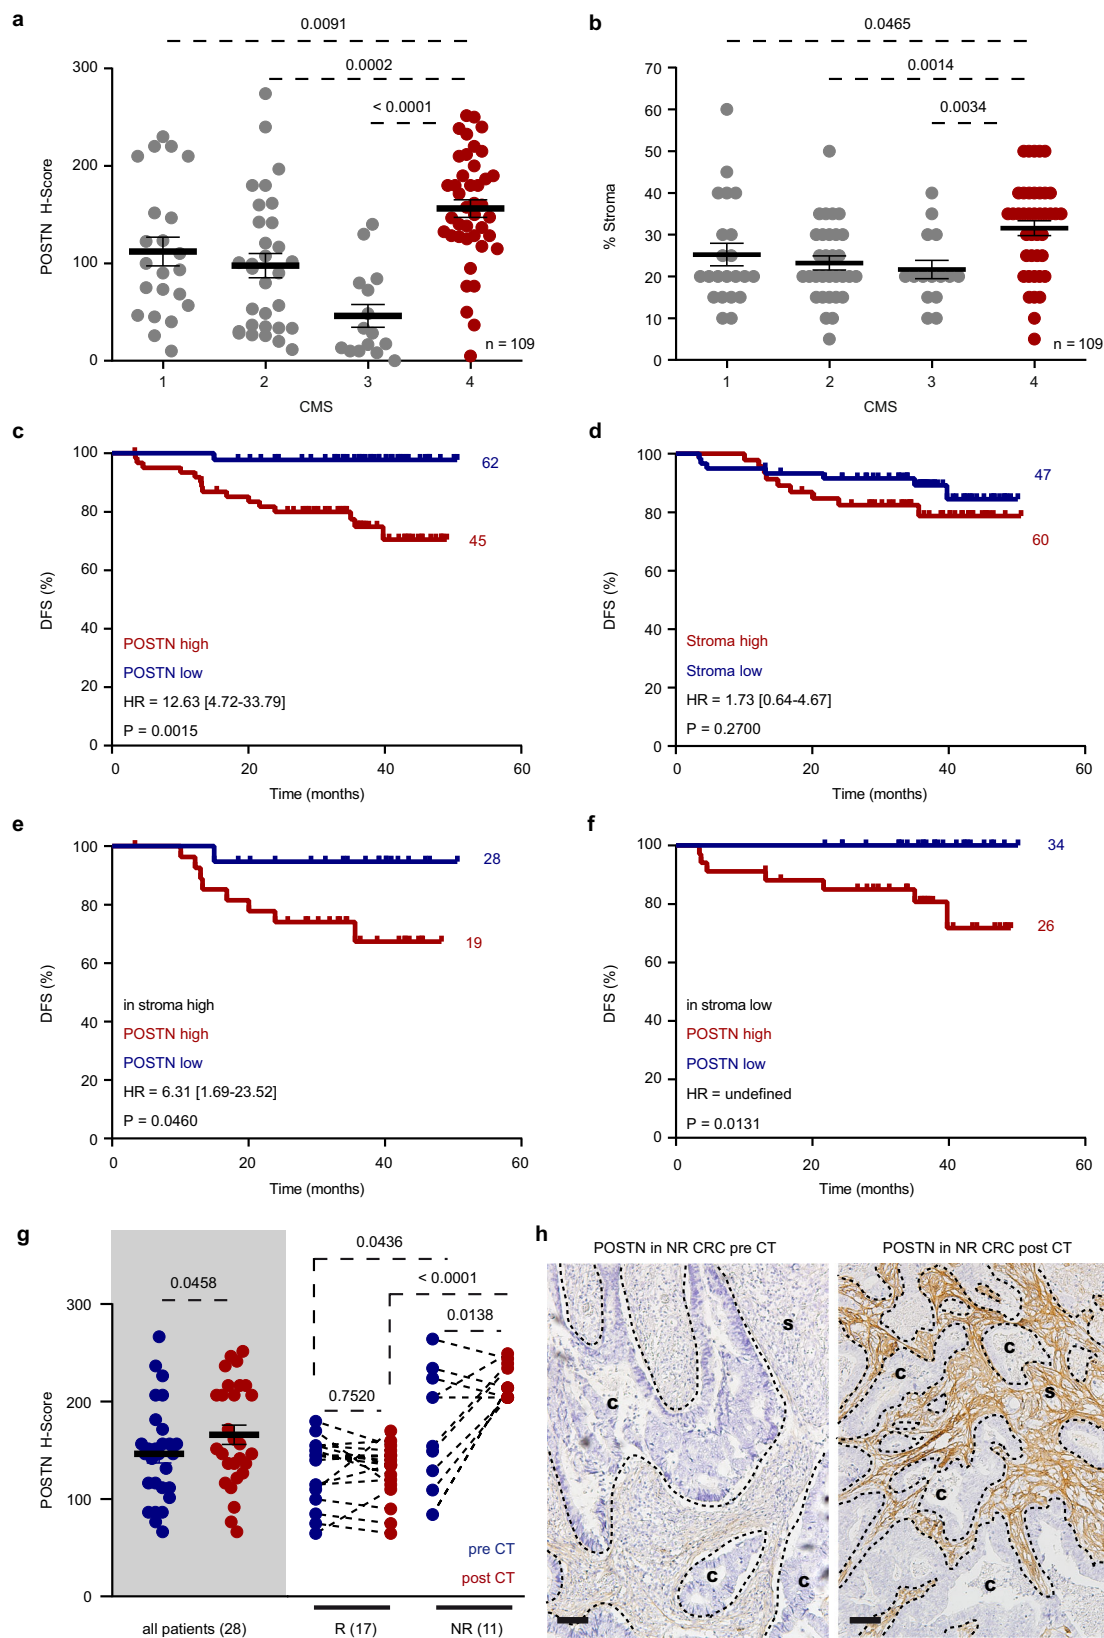 a
0.0091
0.0002
< 0.0001
POSTN H-Score
300
200
100
0
n = 109
1 2 3 4
CMS
b
0.0465
0.0014
0.0034
% Stroma
70
60
50
40
30
20
10
0
n = 109
1 2 3 4
CMS
c
DFS (%)
100
80
60
40
20
0
62
45
POSTN high
POSTN low
HR = 12.63 [4.72-33.79]
P = 0.0015
0 20 40 60
Time (months)
d
DFS (%)
100
80
60
40
20
0
47
60
Stroma high
Stroma low
HR = 1.73 [0.64-4.67]
P = 0.2700
0 20 40 60
Time (months)
e
DFS (%)
100
80
60
40
20
0
28
19
in stroma high
POSTN high
POSTN low
HR = 6.31 [1.69-23.52]
P = 0.0460
0 20 40 60
Time (months)
f
DFS (%)
100
80
60
40
20
0
34
26
in stroma low
POSTN high
POSTN low
HR = undefined
P = 0.0131
0 20 40 60
Time (months)
g
POSTN H-Score
300
200
100
0
0.0458
0.0436
< 0.0001
0.0138
0.7520
pre CT
post CT
all patients (28) R (17) NR (11)
h
POSTN in NR CRC pre CT
s
c
c
c
POSTN in NR CRC post CT
c
c
s
c
c